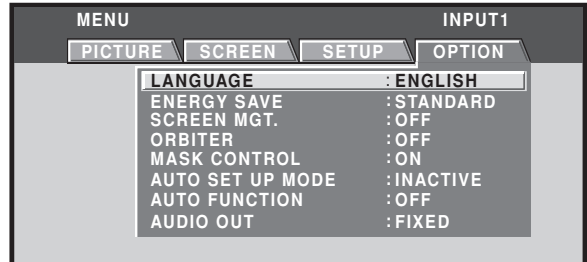 MENU INPUT1
PICTURE SCREEN SETUP OPTION
LANGUAGE :ENGLISH
ENERGY SAVE :STANDARD
SCREEN MGT. :OFF
ORBITER :OFF
MASK CONTROL :ON
AUTO SET UP MODE :INACTIVE
AUTO FUNCTION :OFF
AUDIO OUT :FIXED